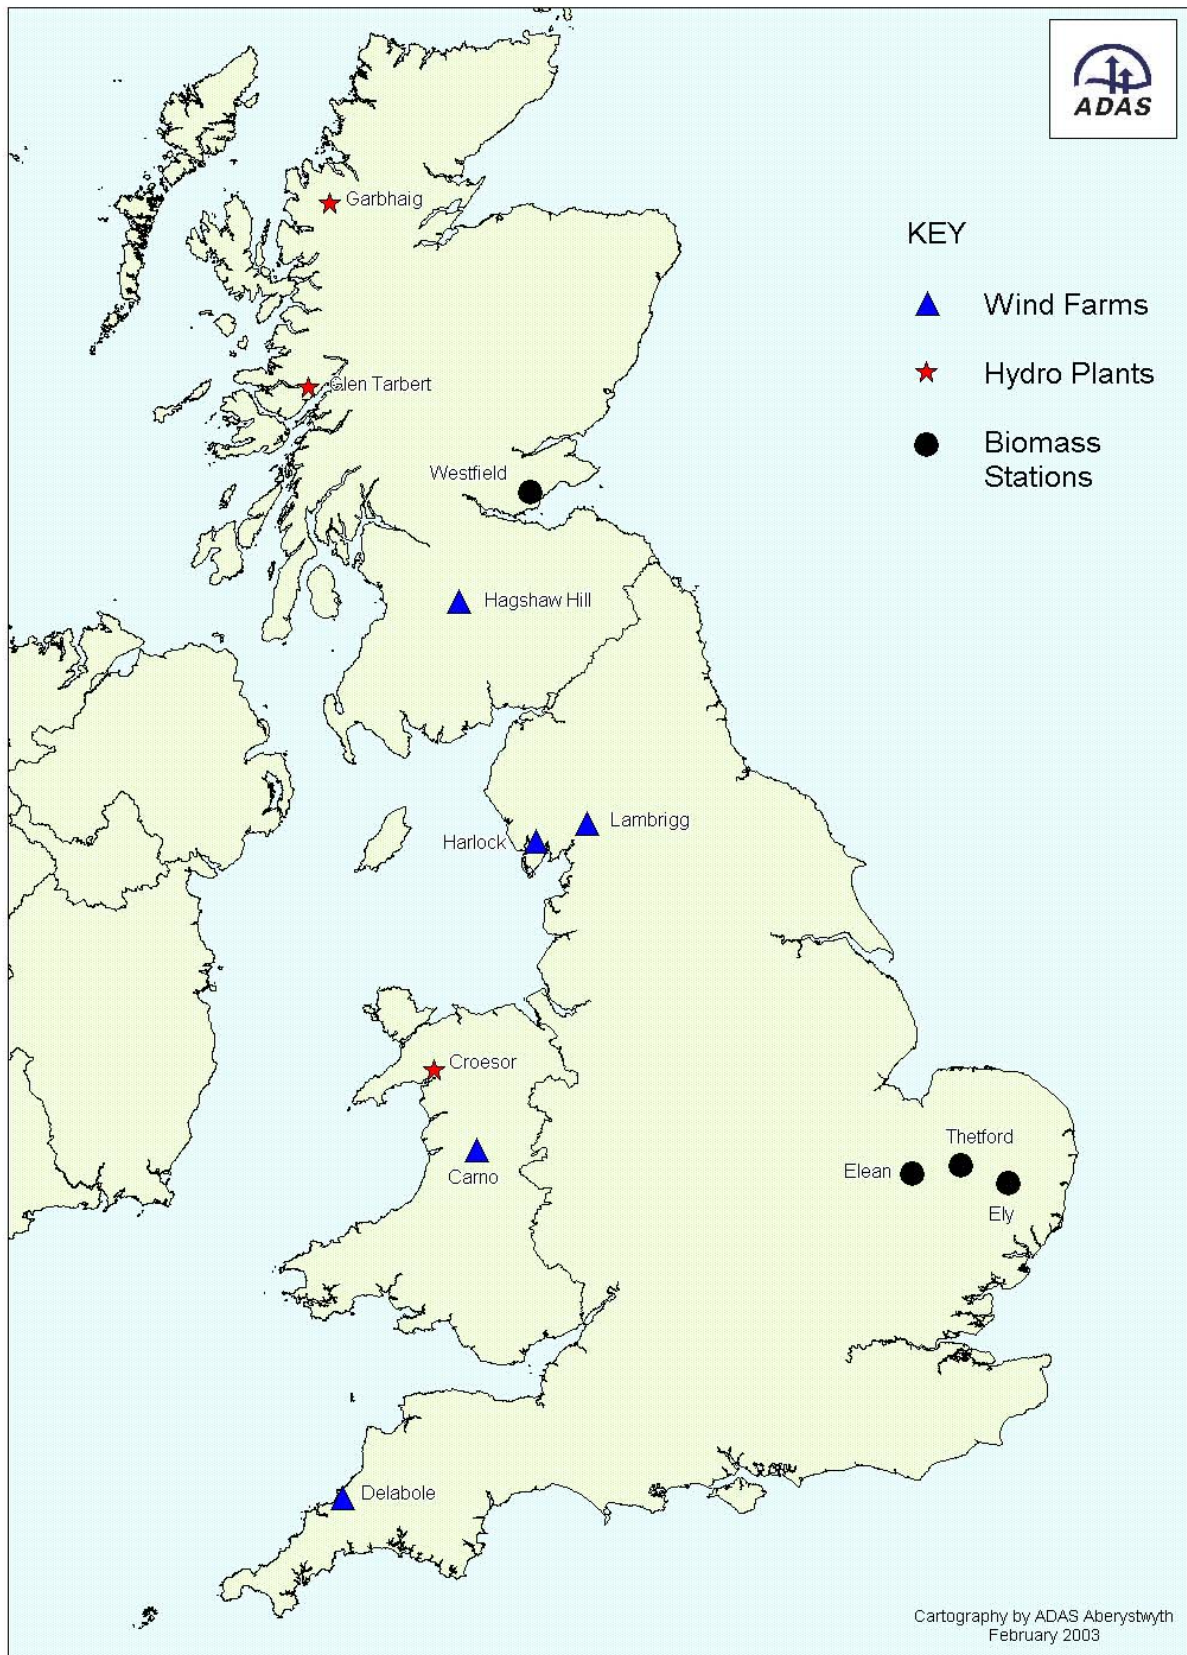 ADAS
Garbhaig
KEY
Wind Farms
Hydro Plants
Glen Tarbert
Biomass
Stations
Westfield
Hagshaw Hill
Lambrigg
Harlock
Croesor
Thetford
Elean
Carno
Ely
Delabole
Cartography by ADAS Aberystwyth
February 2003